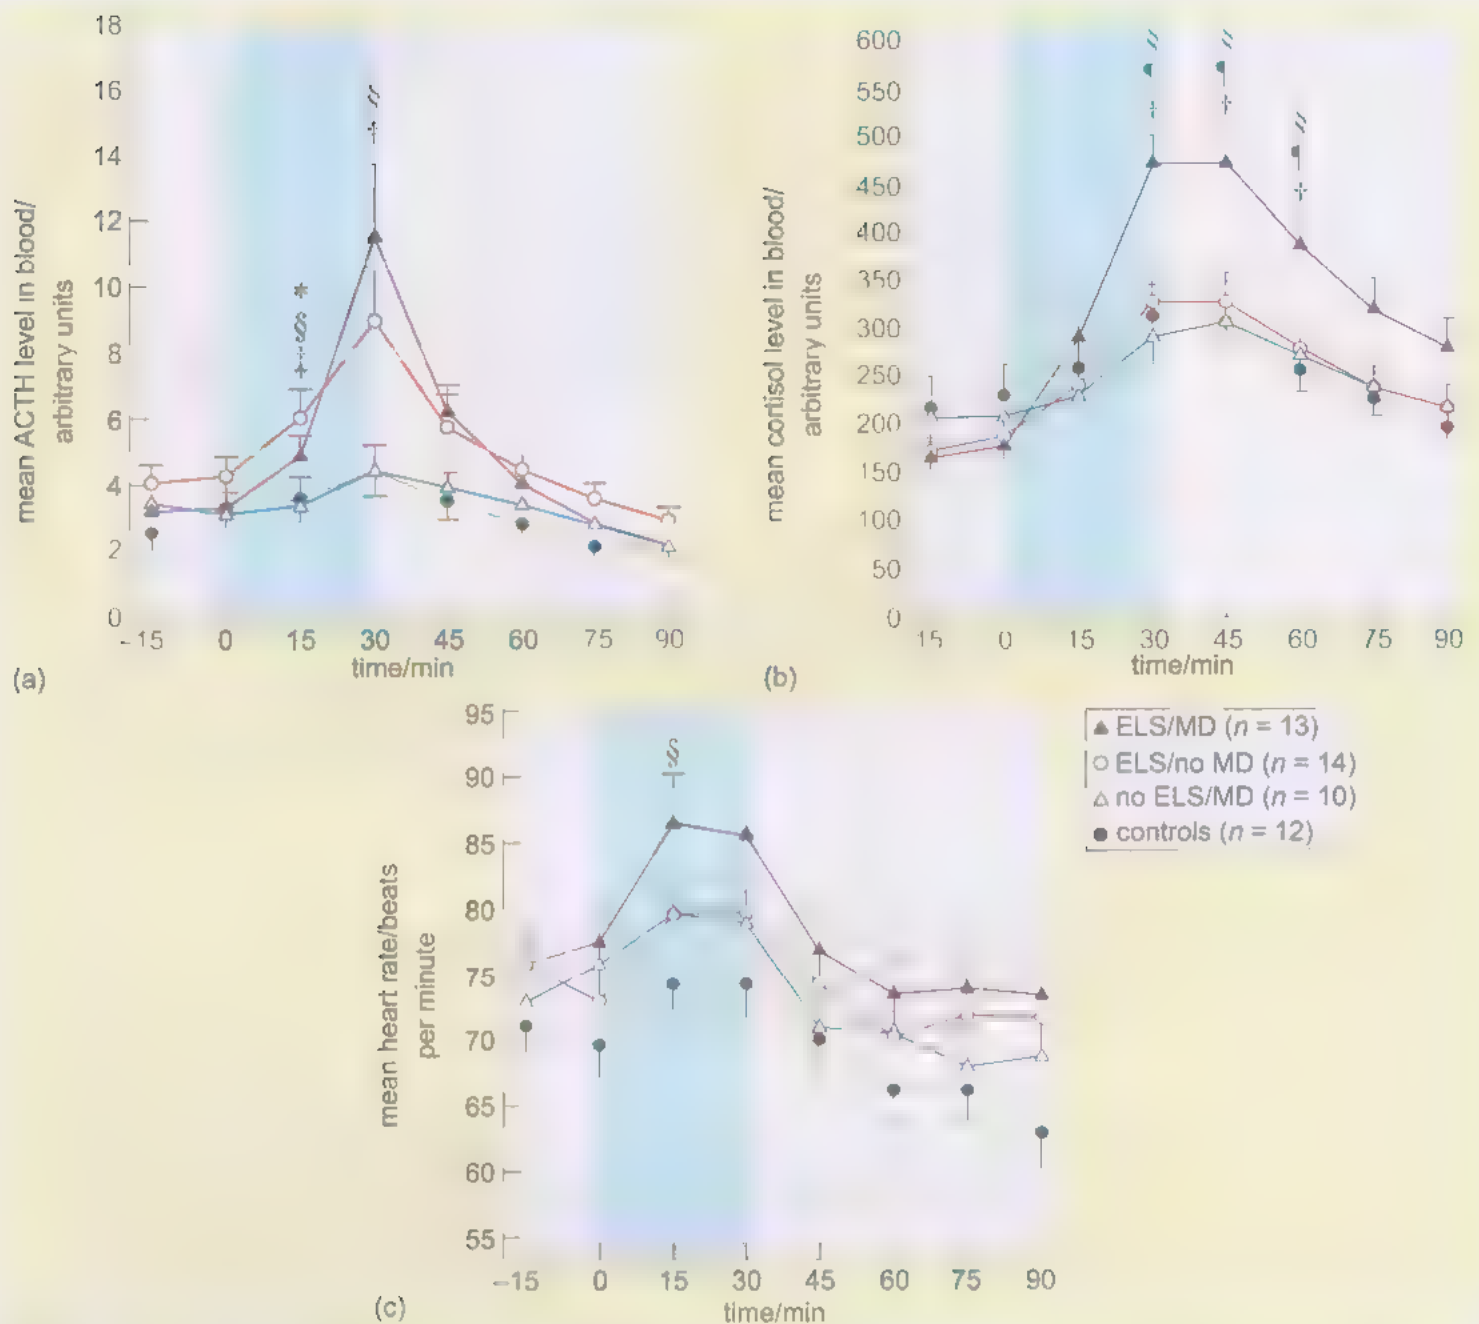 18
16
14
12
10
8
6
4
2
0
mean ACTH level in blood/
arbitrary units
-15 0 15 30 45 60 75 90
time/min
(a)
§
†
*
§
†
600
550
500
450
400
350
300
250
200
150
100
50
0
mean cortisol level in blood/
arbitrary units
15 0 15 30 45 60 75 90
time/min
(b)
†
†
†
95
90
85
80
75
70
65
60
55
mean heart rate/beats
per minute
§
-15 0 15 30 45 60 75 90
time/min
(c)
ELS/MD (n = 13)
ELS/no MD (n = 14)
no ELS/MD (n = 10)
controls (n = 12)